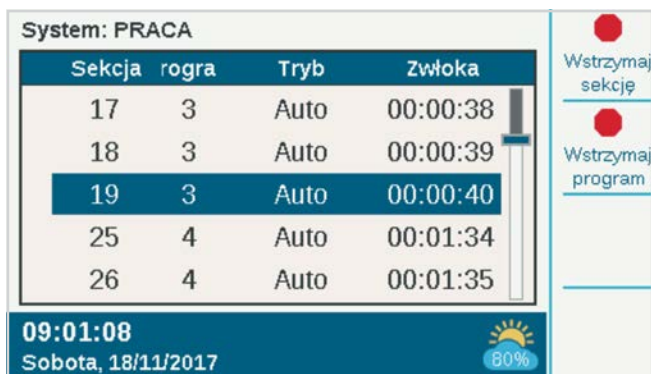 System: PRACA
Sekcja rogra Tryb Zwłoka
17 3 Auto 00:00:38
18 3 Auto 00:00:39
19 3 Auto 00:00:40
25 4 Auto 00:01:34
26 4 Auto 00:01:35
09:01:08
Sobota, 18/11/2017
80%
Wstrzymaj
sekcję
Wstrzymaj
program